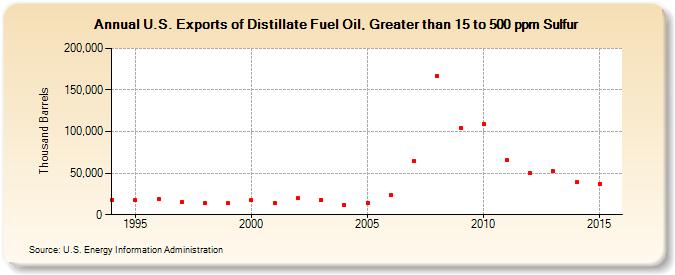 Annual U.S. Exports of Distillate Fuel Oil, Greater than 15 to 500 ppm Sulfur
Thousand Barrels
200,000
150,000
100,000
50,000
0
1995 2000 2005 2010 2015
Source: U.S. Energy Information Administration